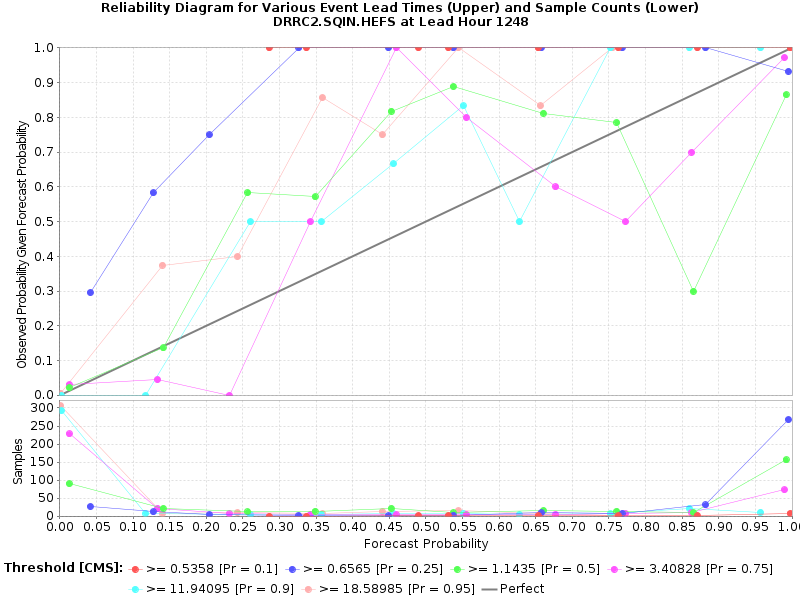 Reliability Diagram for Various Event Lead Times (Upper) and Sample Counts (Lower)
DRRC2.SQIN.HEFS at Lead Hour 1248
Observed Probability Given Forecast Probability
1.0
0.9
0.8
0.7
0.6
0.5
0.4
0.3
0.2
0.1
0.0
Samples
300
250
200
150
100
50
0
0.00 0.05 0.10 0.15 0.20 0.25 0.30 0.35 0.40 0.45 0.50 0.55 0.60 0.65 0.70 0.75 0.80 0.85 0.90 0.95 1.0
Forecast Probability
Threshold [CMS]: >= 0.5358 [Pr = 0.1] >= 0.6565 [Pr = 0.25] >= 1.1435 [Pr = 0.5] >= 3.40828 [Pr = 0.75]
>= 11.94095 [Pr = 0.9] >= 18.58985 [Pr = 0.95] Perfect